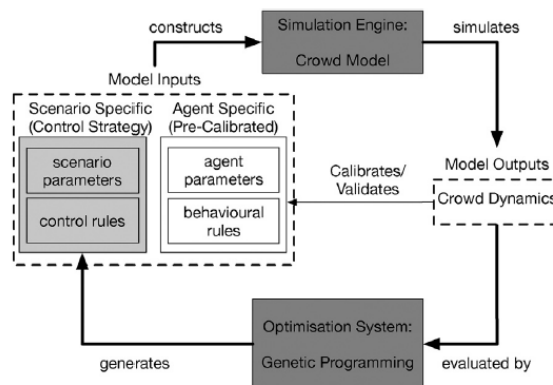 constructs
Simulation Engine:
Crowd Model
simulates
Model Inputs
Scenario Specific
(Control Strategy)
Agent Specific
(Pre-Calibrated)
scenario
parameters
control rules
agent
parameters
behavioural
rules
Calibrates/
Validates
Model Outputs
Crowd Dynamics
generates
Optimisation System:
Genetic Programming
evaluated by